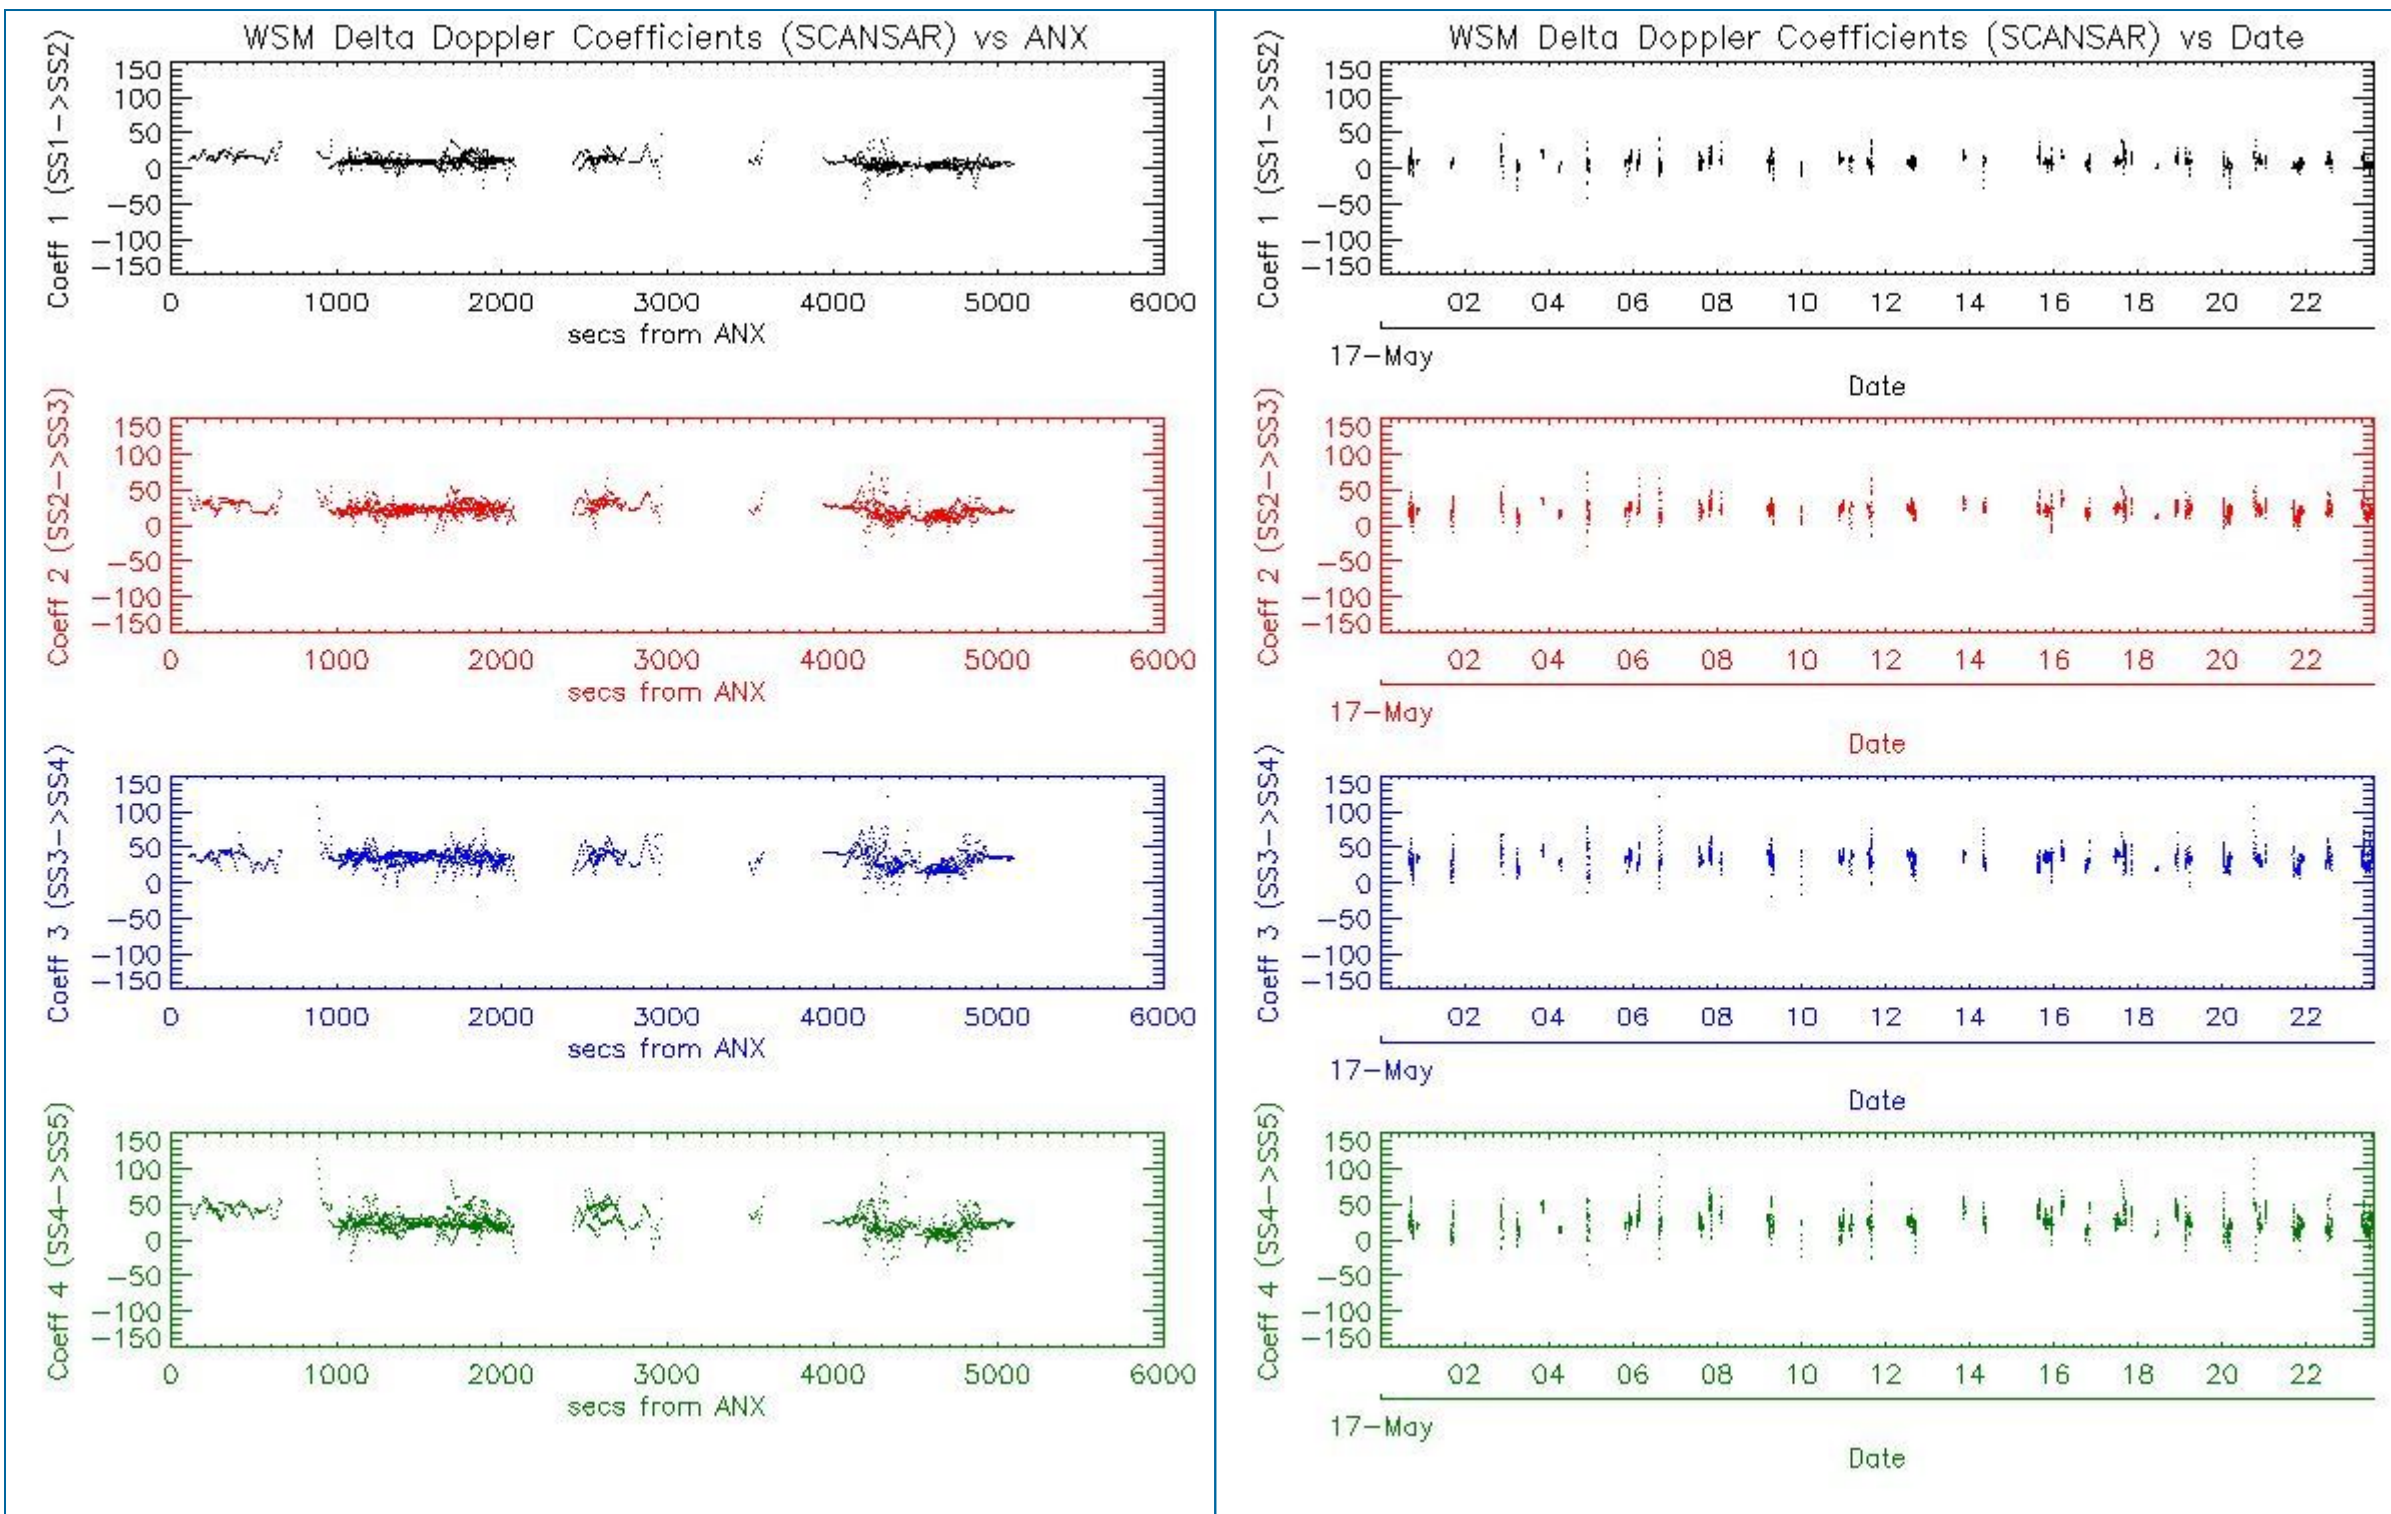 WSM Delta Doppler Coefficients (SCANSAR) vs ANX
Coeff 1 (SS1->SS2)
150
100
50
0
-50
-100
-150
0 1000 2000 3000 4000 5000 6000
secs from ANX
Coeff 2 (SS2->SS3)
150
100
50
0
-50
-100
-150
0 1000 2000 3000 4000 5000 6000
secs from ANX
Coeff 3 (SS3->SS4)
150
100
50
0
-50
-100
-150
0 1000 2000 3000 4000 5000 6000
secs from ANX
Coeff 4 (SS4->SS5)
150
100
50
0
-50
-100
-150
0 1000 2000 3000 4000 5000 6000
secs from ANX
WSM Delta Doppler Coefficients (SCANSAR) vs Date
Coeff 1 (SS1->SS2)
150
100
50
0
-50
-100
-150
02 04 06 08 10 12 14 16 18 20 22
17-May
Date
Coeff 2 (SS2->SS3)
150
100
50
0
-50
-100
-150
02 04 06 08 10 12 14 16 18 20 22
17-May
Date
Coeff 3 (SS3->SS4)
150
100
50
0
-50
-100
-150
02 04 06 08 10 12 14 16 18 20 22
17-May
Date
Coeff 4 (SS4->SS5)
150
100
50
0
-50
-100
-150
02 04 06 08 10 12 14 16 18 20 22
17-May
Date